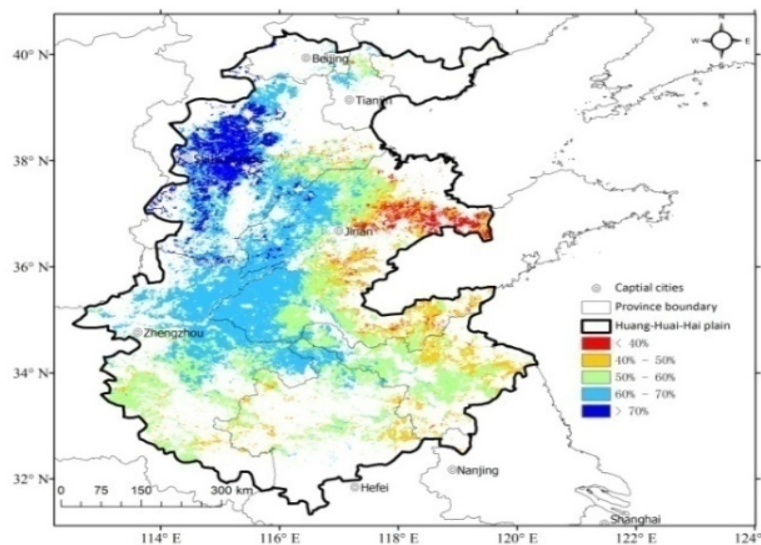 N
W E
S
40° N
38° N
36° N
34° N
32° N
Beijing
Tianjin
Jinan
Zhengzhou
Nanjing
Hefei
Shanghai
Captial cities
Province boundary
Huang-Huai-Hai plain
< 40%
40% - 50%
50% - 60%
60% - 70%
> 70%
0 75 150 300 km
114° E 116° E 118° E 120° E 122° E 124° E